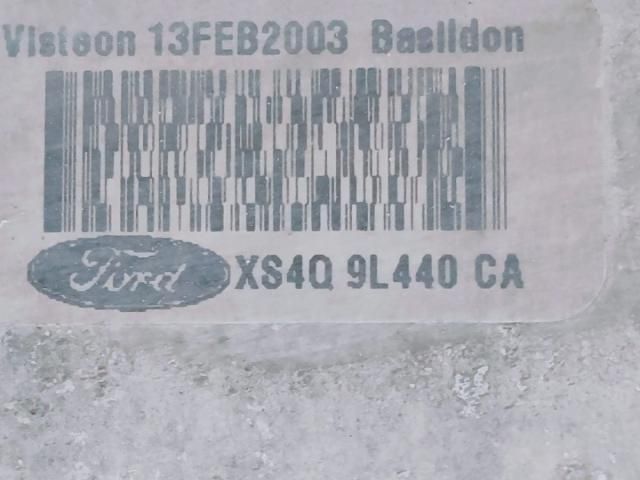 Visteon 13FEB2003 Basildon
Ford XS4Q 9L440 CA